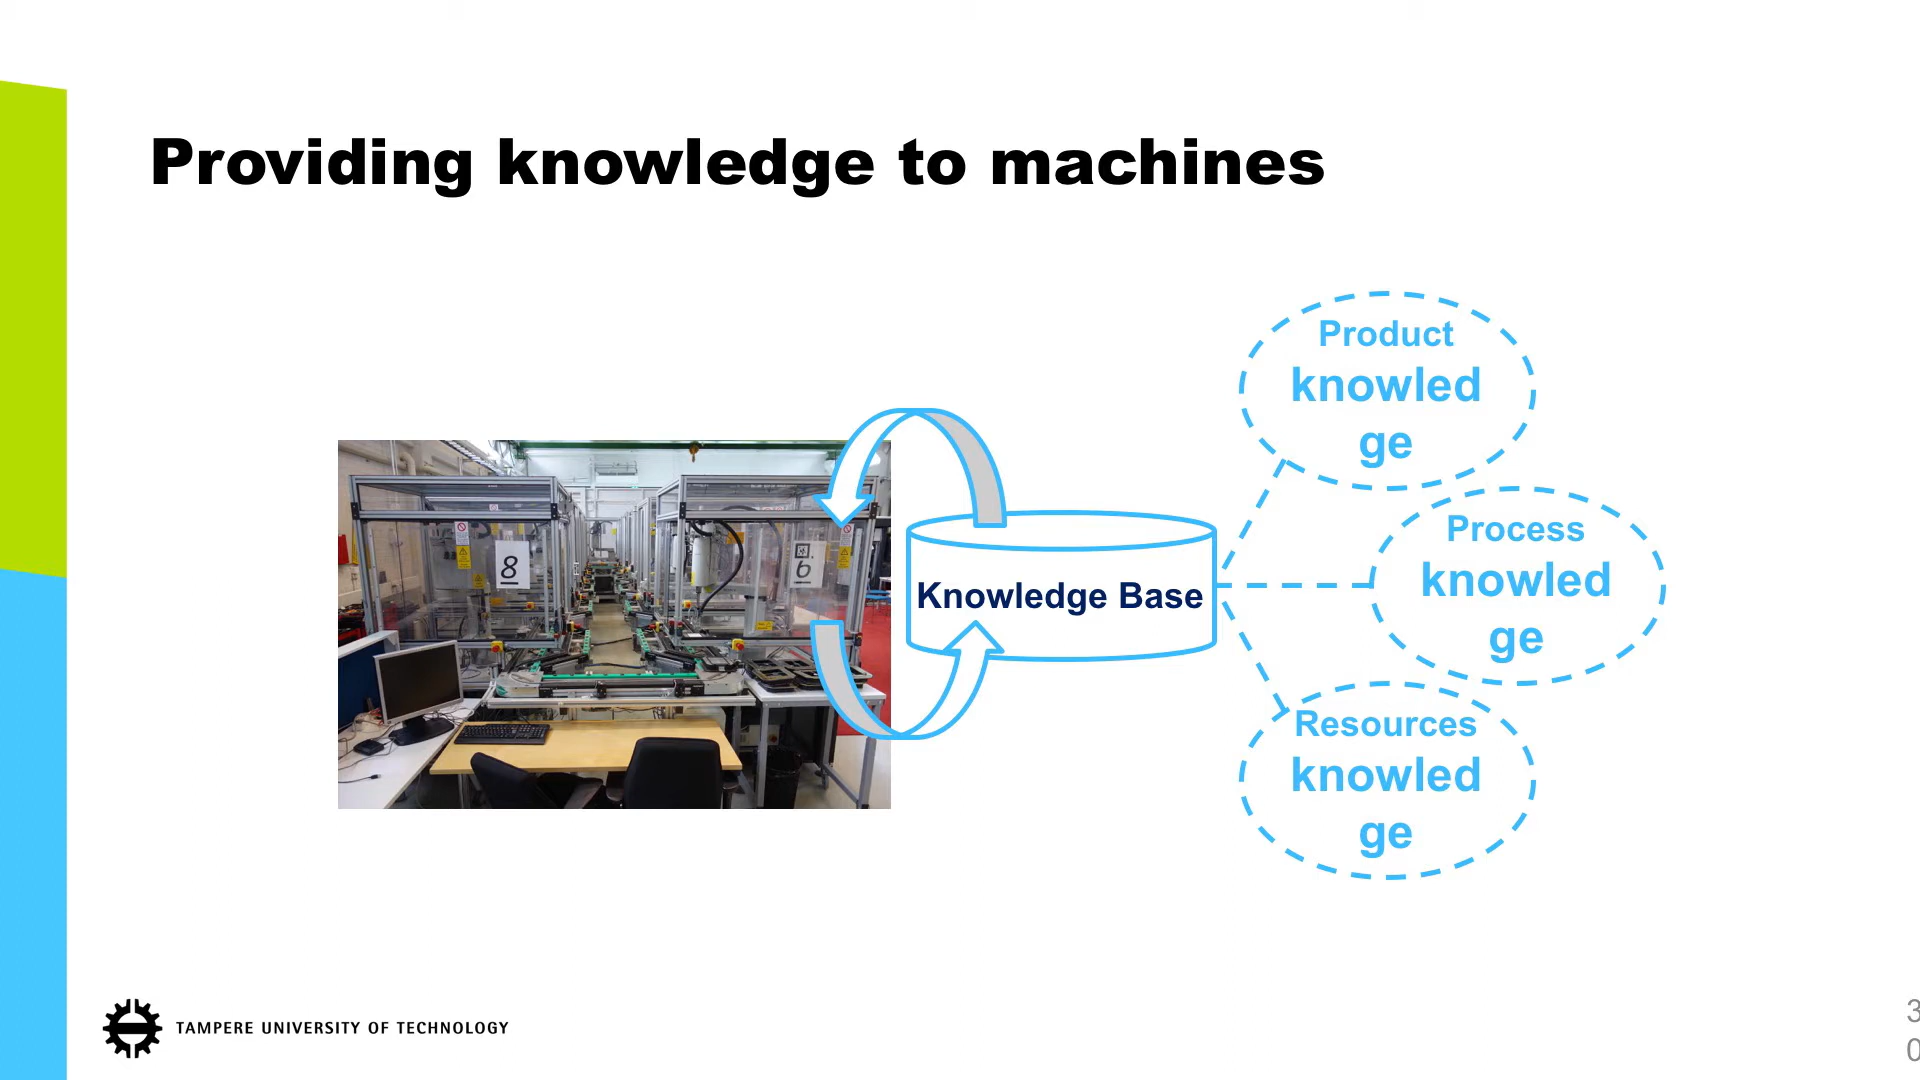 Providing knowledge to machines
Product
knowled
ge
Process
knowled
ge
8
6
Knowledge Base
Resources
knowled
ge
TAMPERE UNIVERSITY OF TECHNOLOGY
3
0